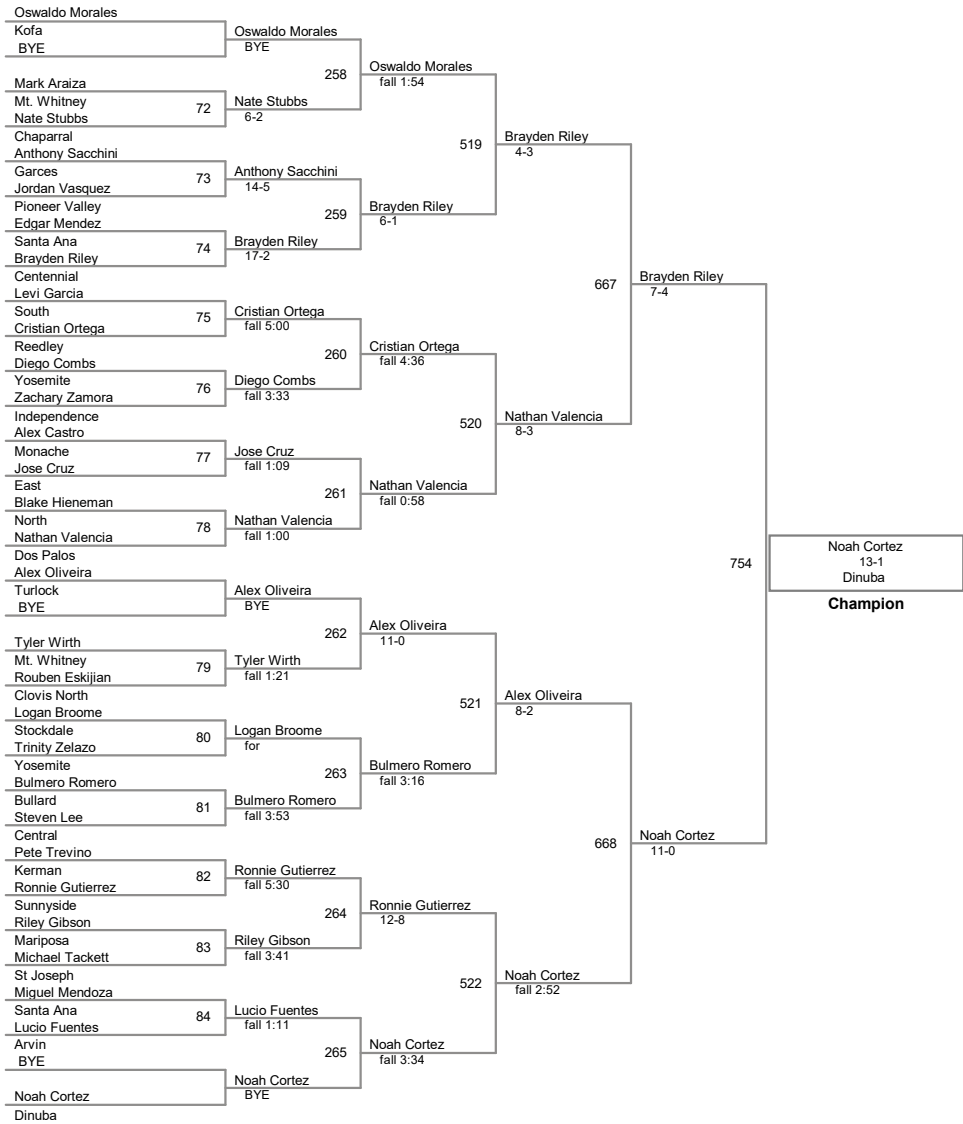 Oswaldo Morales
Kofa
BYE
Mark Araiza
Mt. Whitney
Nate Stubbs
Chaparral
Anthony Sacchini
Garces
Jordan Vasquez
Pioneer Valley
Edgar Mendez
Santa Ana
Brayden Riley
Centennial
Levi Garcia
South
Cristian Ortega
Reedley
Diego Combs
Yosemite
Zachary Zamora
Independence
Alex Castro
Monache
Jose Cruz
East
Blake Hieneman
North
Nathan Valencia
Dos Palos
Alex Oliveira
Turlock
BYE
Tyler Wirth
Mt. Whitney
Rouben Eskijian
Clovis North
Logan Broome
Stockdale
Trinity Zelazo
Yosemite
Bulmero Romero
Bullard
Steven Lee
Central
Pete Trevino
Kerman
Ronnie Gutierrez
Sunnyside
Riley Gibson
Mariposa
Michael Tackett
St Joseph
Miguel Mendoza
Santa Ana
Lucio Fuentes
Arvin
BYE
Noah Cortez
Dinuba
72
73
74
75
76
77
78
79
80
81
82
83
84
Oswaldo Morales
BYE
Nate Stubbs
6-2
Anthony Sacchini
14-5
Brayden Riley
17-2
Cristian Ortega
fall 5:00
Diego Combs
fall 3:33
Jose Cruz
fall 1:09
Nathan Valencia
fall 1:00
Alex Oliveira
BYE
Tyler Wirth
fall 1:21
Logan Broome
for
Bulmero Romero
fall 3:53
Ronnie Gutierrez
fall 5:30
Riley Gibson
fall 3:41
Lucio Fuentes
fall 1:11
Noah Cortez
BYE
258
259
260
261
262
263
264
265
Oswaldo Morales
fall 1:54
Brayden Riley
6-1
Cristian Ortega
fall 4:36
Nathan Valencia
fall 0:58
Alex Oliveira
11-0
Bulmero Romero
fall 3:16
Ronnie Gutierrez
12-8
Noah Cortez
fall 3:34
519
520
521
522
Brayden Riley
4-3
Nathan Valencia
8-3
Alex Oliveira
8-2
Noah Cortez
fall 2:52
667
668
Brayden Riley
7-4
Noah Cortez
11-0
754
Noah Cortez
13-1
Dinuba
Champion